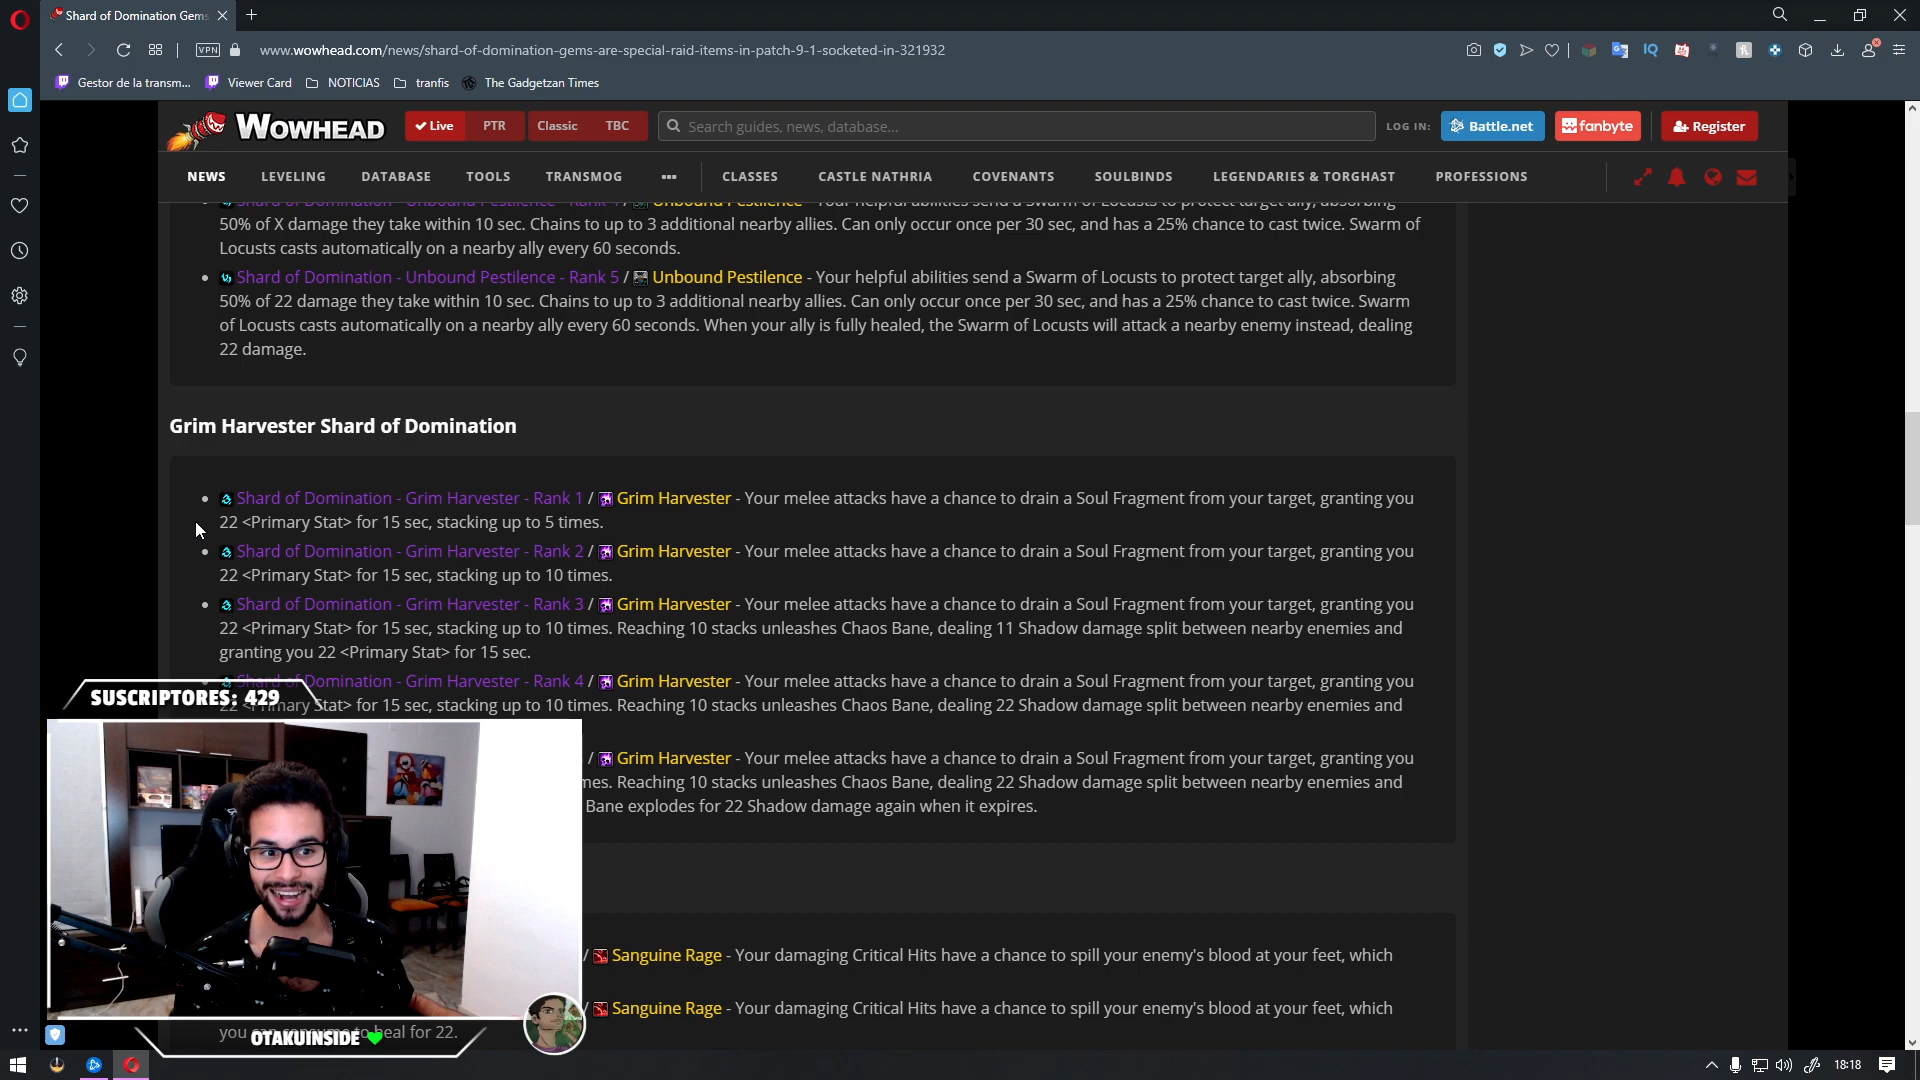 Shard of Domination Gems
VPN
www.wowhead.com/news/shard-of-domination-gems-are-special-raid-items-in-patch-9-1-socketed-in-321932
Gestor de la transm... Viewer Card NOTICIAS tranfis The Gadgetzan Times
WOWHEAD Live PTR Classic TBC Search guides, news, database... LOG IN: Battle.net fanbyte Register
NEWS LEVELING DATABASE TOOLS TRANSMOG ... CLASSES CASTLE NATHRIA COVENANTS SOULBINDS LEGENDARIES & TORGHAST PROFESSIONS
50% of X damage they take within 10 sec. Chains to up to 3 additional nearby allies. Can only occur once per 30 sec, and has a 25% chance to cast twice. Swarm of
Locusts casts automatically on a nearby ally every 60 seconds.
Shard of Domination - Unbound Pestilence - Rank 5 / Unbound Pestilence - Your helpful abilities send a Swarm of Locusts to protect target ally, absorbing
50% of 22 damage they take within 10 sec. Chains to up to 3 additional nearby allies. Can only occur once per 30 sec, and has a 25% chance to cast twice. Swarm
of Locusts casts automatically on a nearby ally every 60 seconds. When your ally is fully healed, the Swarm of Locusts will attack a nearby enemy instead, dealing
22 damage.
Grim Harvester Shard of Domination
Shard of Domination - Grim Harvester - Rank 1 / Grim Harvester - Your melee attacks have a chance to drain a Soul Fragment from your target, granting you
22 <Primary Stat> for 15 sec, stacking up to 5 times.
Shard of Domination - Grim Harvester - Rank 2 / Grim Harvester - Your melee attacks have a chance to drain a Soul Fragment from your target, granting you
22 <Primary Stat> for 15 sec, stacking up to 10 times.
Shard of Domination - Grim Harvester - Rank 3 / Grim Harvester - Your melee attacks have a chance to drain a Soul Fragment from your target, granting you
22 <Primary Stat> for 15 sec, stacking up to 10 times. Reaching 10 stacks unleashes Chaos Bane, dealing 11 Shadow damage split between nearby enemies and
granting you 22 <Primary Stat> for 15 sec.
Shard of Domination - Grim Harvester - Rank 4 / Grim Harvester - Your melee attacks have a chance to drain a Soul Fragment from your target, granting you
SUSCRIPTORES: 429
22 <Primary Stat> for 15 sec, stacking up to 10 times. Reaching 10 stacks unleashes Chaos Bane, dealing 22 Shadow damage split between nearby enemies and
/ Grim Harvester - Your melee attacks have a chance to drain a Soul Fragment from your target, granting you
mes. Reaching 10 stacks unleashes Chaos Bane, dealing 22 Shadow damage split between nearby enemies and
Bane explodes for 22 Shadow damage again when it expires.
/ Sanguine Rage - Your damaging Critical Hits have a chance to spill your enemy's blood at your feet, which
/ Sanguine Rage - Your damaging Critical Hits have a chance to spill your enemy's blood at your feet, which
you can consume to heal for 22.
OTAKUINSIDE
18:18